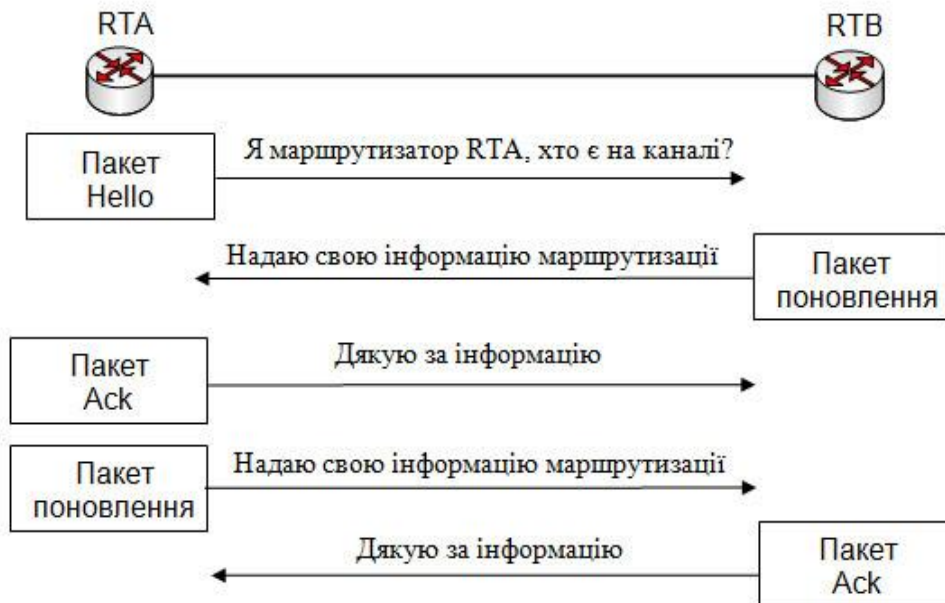 RTA
RTB
Пакет
Hello
Я маршрутизатор RTA, хто є на каналі?
Надаю свою інформацію маршрутизації
Пакет
поновлення
Пакет
Ack
Дякую за інформацію
Пакет
поновлення
Надаю свою інформацію маршрутизації
Дякую за інформацію
Пакет
Ack